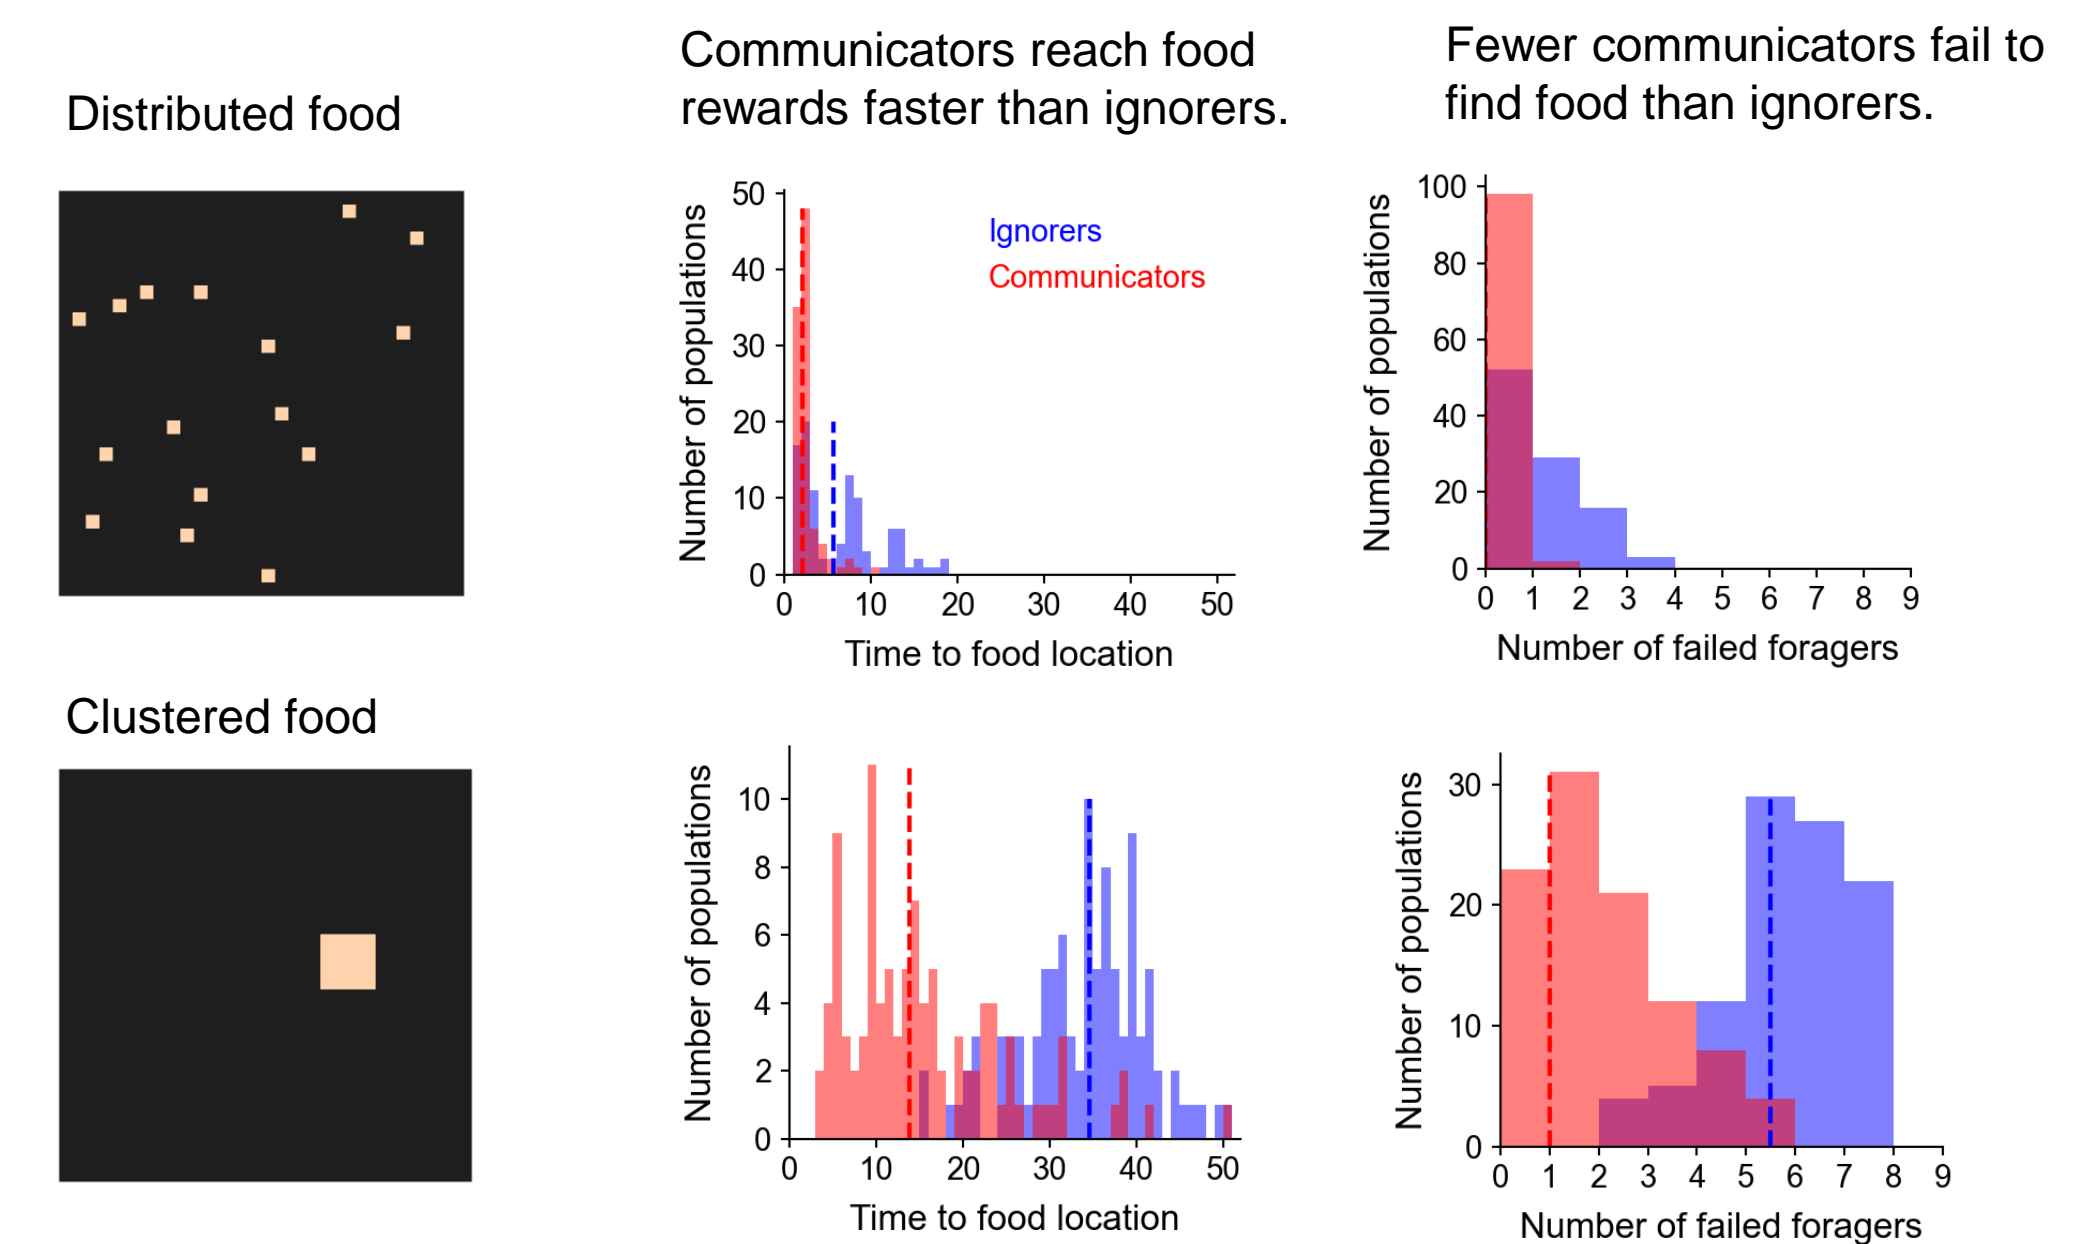 Distributed food
Communicators reach food
rewards faster than ignorers.
Fewer communicators fail to
find food than ignorers.
Number of populations
50
40
30
20
10
0
Ignorers
Communicators
0 10 20 30 40 50
Time to food location
Number of populations
100
80
60
40
20
0
0 1 2 3 4 5 6 7 8 9
Number of failed foragers
Clustered food
Number of populations
10
8
6
4
2
0
0 10 20 30 40 50
Time to food location
Number of populations
30
20
10
0
0 1 2 3 4 5 6 7 8 9
Number of failed foragers